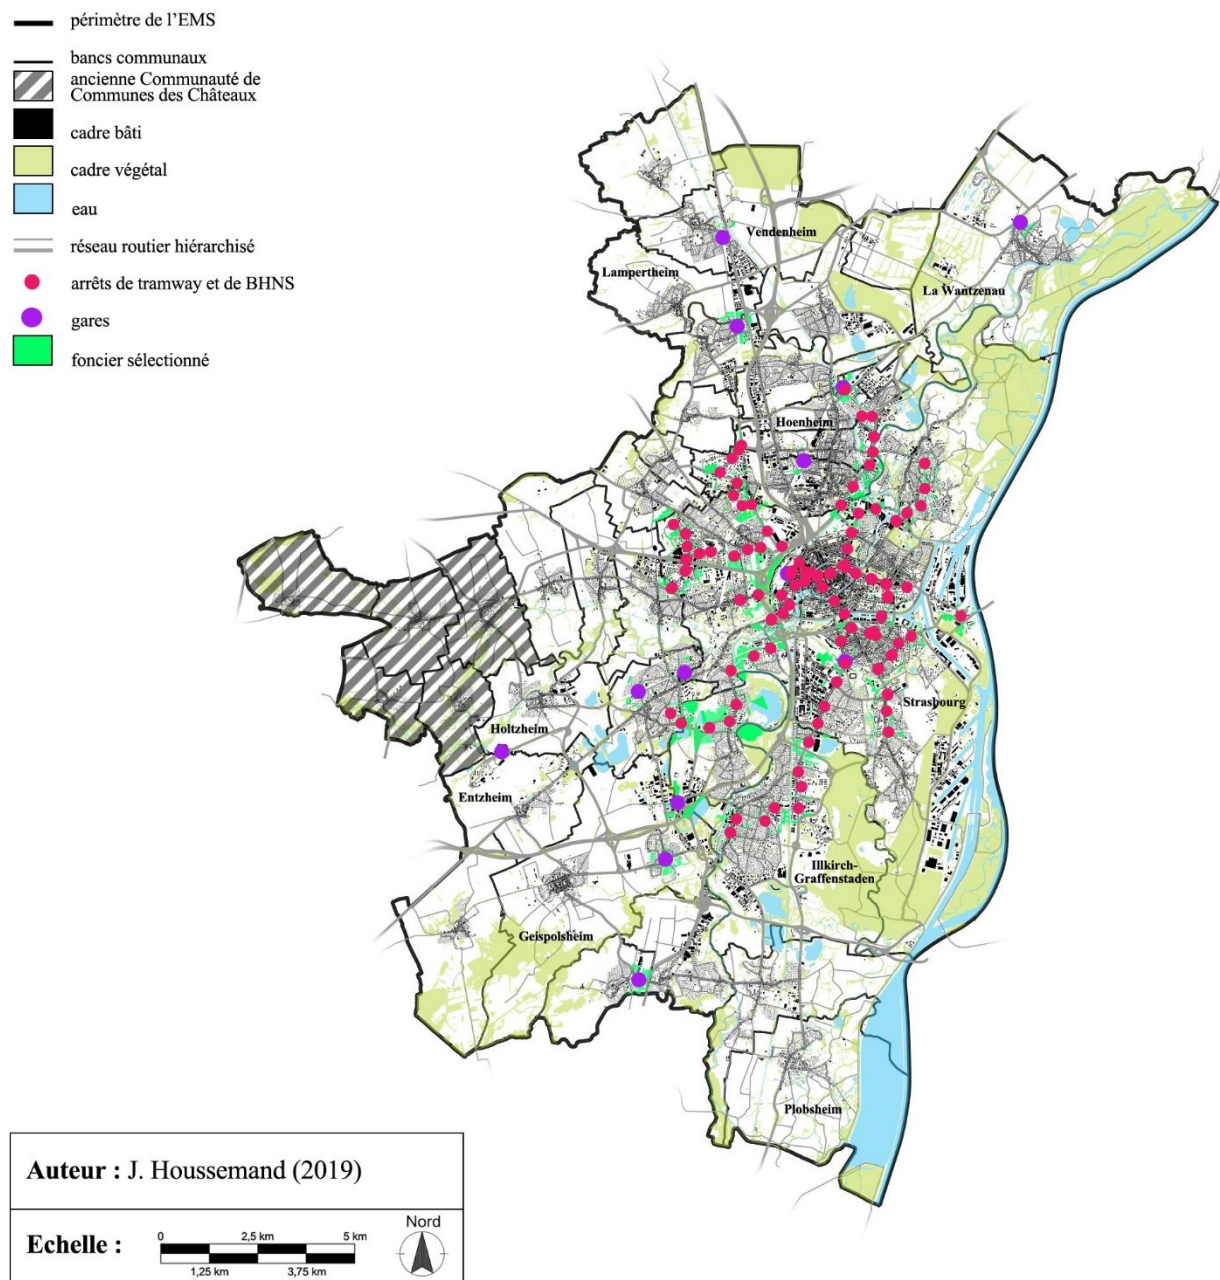 périmètre de l’EMS
bancs communaux
ancienne Communauté de
Communes des Châteaux
cadre bâti
cadre végétal
eau
réseau routier hiérarchisé
arrêts de tramway et de BHNS
gares
foncier sélectionné
Vendenheim
Lampertheim
La Wantzenau
Hoenheim
Strasbourg
Holtzheim
Entzheim
Illkirch-
Graffenstaden
Geispolsheim
Plobsheim
Auteur : J. Houssemand (2019)
Echelle :
0 2,5 km 5 km
1,25 km 3,75 km
Nord